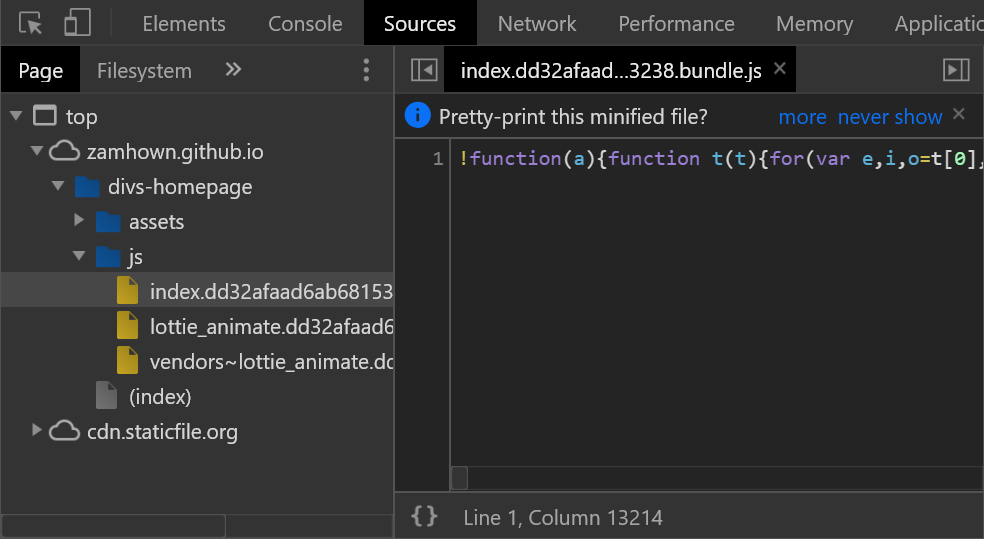 Elements Console Sources Network Performance Memory Applicatic
Page Filesystem »
index.dd32afaad...3238.bundle.js ×
Pretty-print this minified file? more never show ×
top
zamhown.github.io
divs-homepage
assets
js
index.dd32afaad6ab68153
lottie_animate.dd32afaad6
vendors~lottie_animate.dd
(index)
cdn.staticfile.org
1 !function(a){function t(t){for(var e,i,o=t[0],
{} Line 1, Column 13214